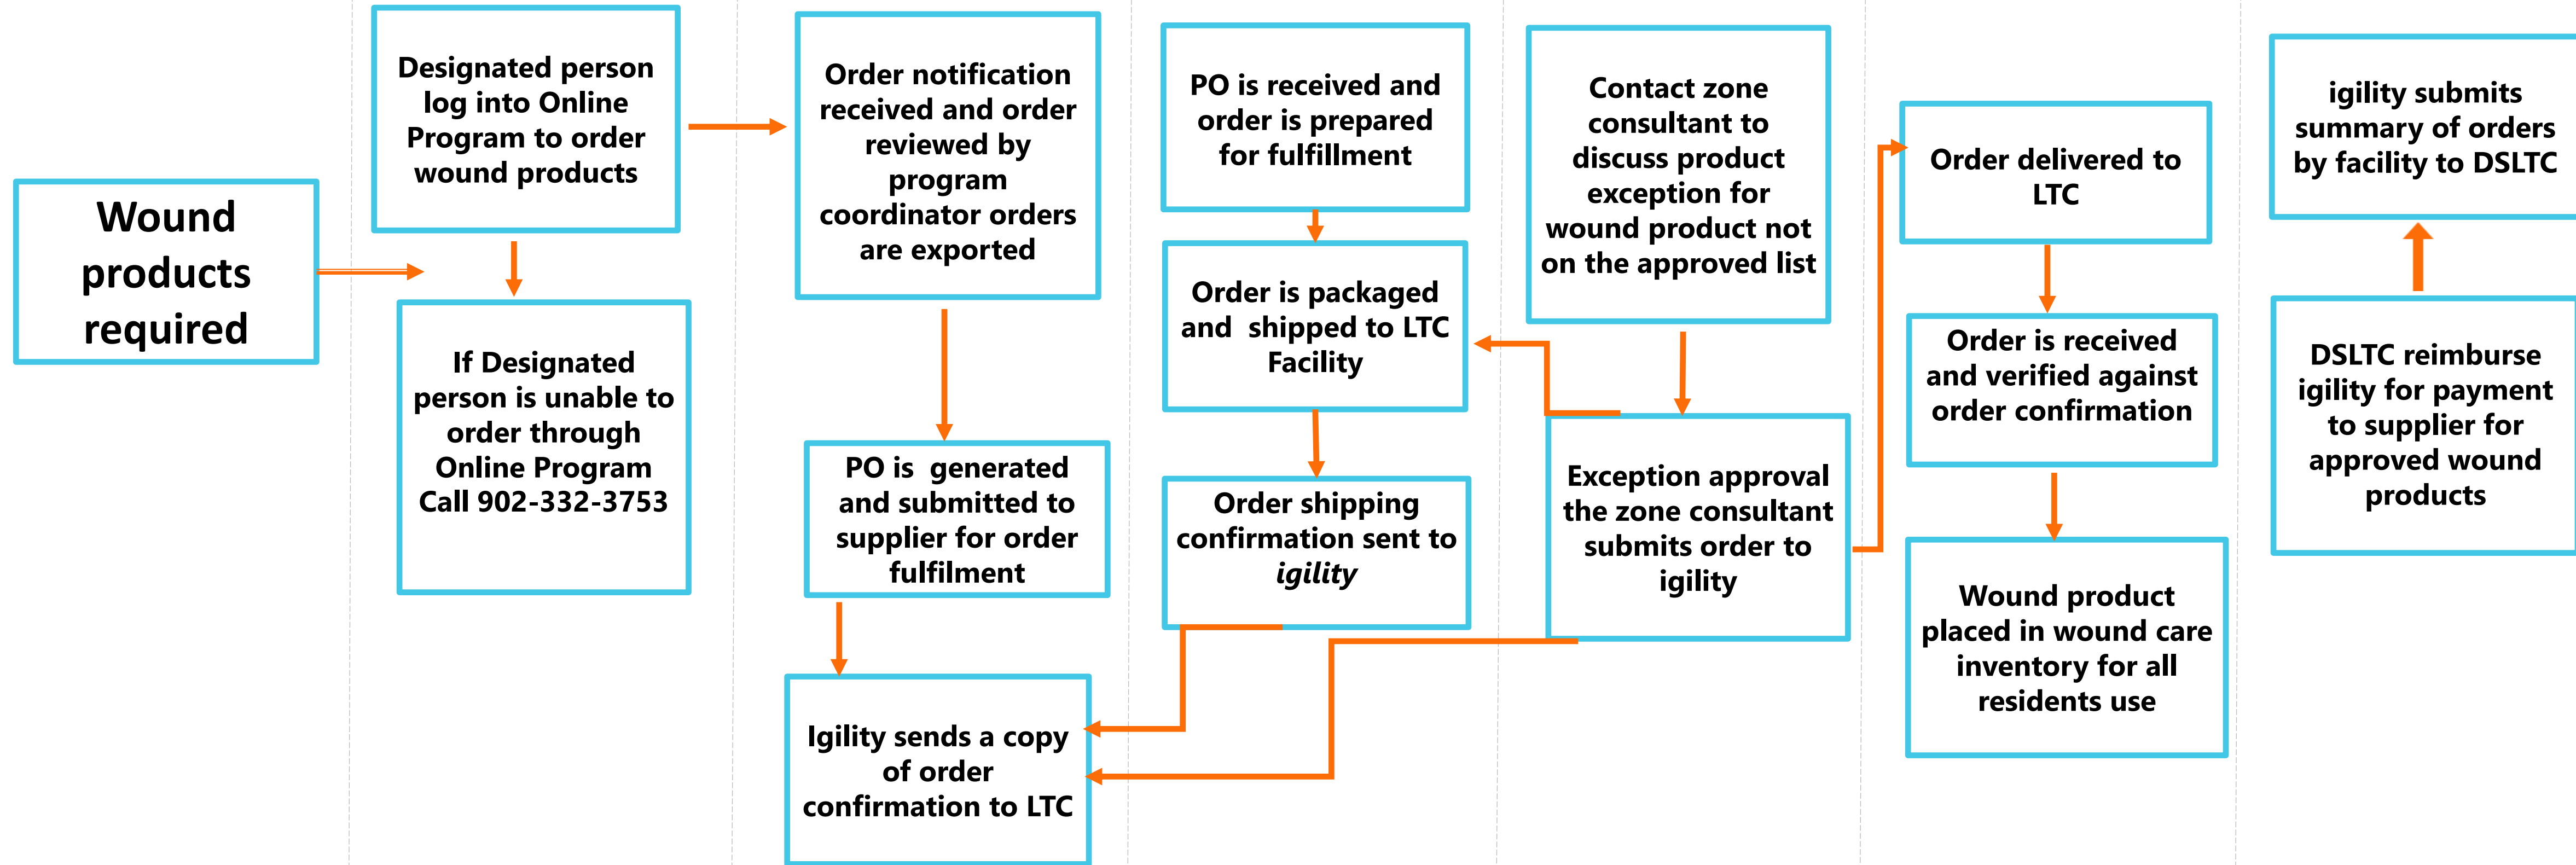 Wound
products
required
Designated person
log into Online
Program to order
wound products
If Designated
person is unable to
order through
Online Program
Call 902-332-3753
Order notification
received and order
reviewed by
program
coordinator orders
are exported
PO is  generated
and submitted to
supplier for order
fulfilment
Igility sends a copy
of order
confirmation to LTC
PO is received and
order is prepared
for fulfillment
Order is packaged
and  shipped to LTC
Facility
Order shipping
confirmation sent to
igility
Contact zone
consultant to
discuss product
exception for
wound product not
on the approved list
Exception approval
the zone consultant
submits order to
igility
Order delivered to
LTC
Order is received
and verified against
order confirmation
Wound product
placed in wound care
inventory for all
residents use
igility submits
summary of orders
by facility to DSLTC
DSLTC reimburse
igility for payment
to supplier for
approved wound
products